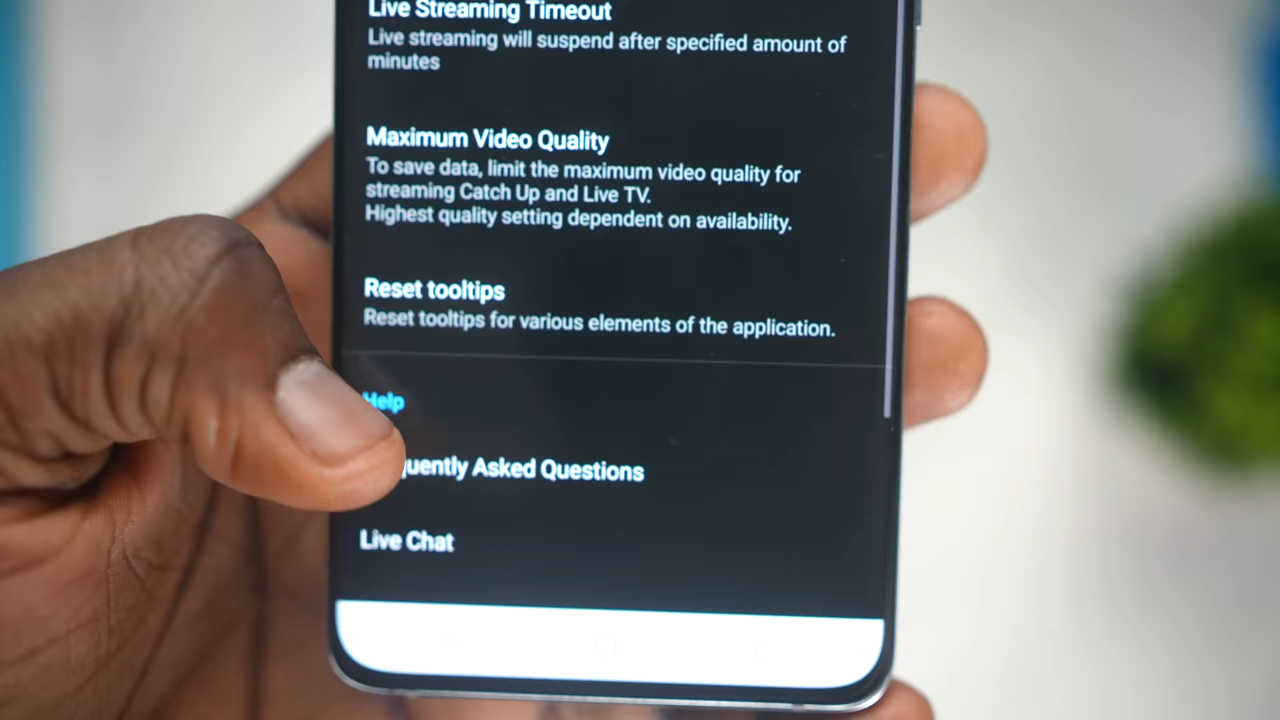 Live Streaming Timeout
Live streaming will suspend after specified amount of
minutes
Maximum Video Quality
To save data, limit the maximum video quality for
streaming Catch Up and Live TV.
Highest quality setting dependent on availability.
Reset tooltips
Reset tooltips for various elements of the application.
Help
quently Asked Questions
Live Chat